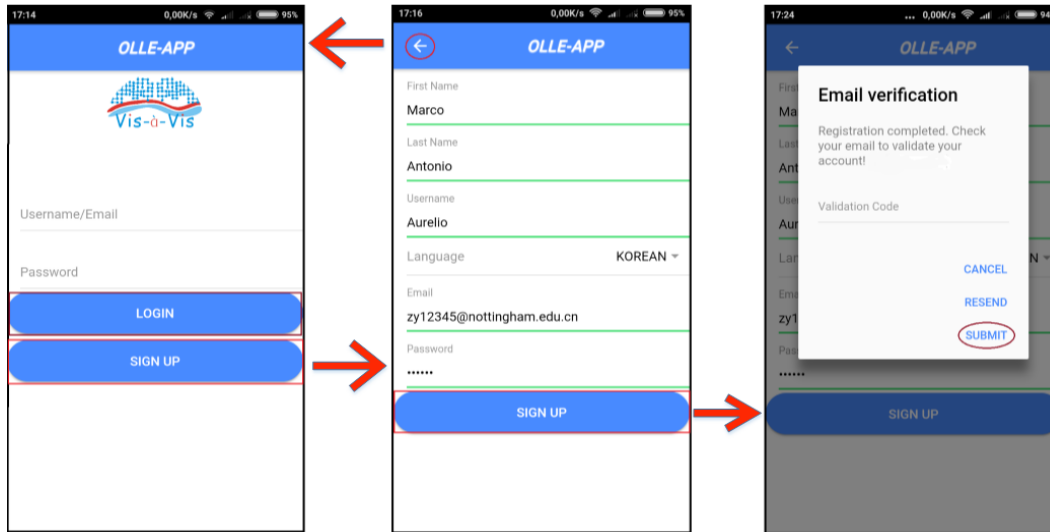 17:14 0,00K/s 95%
OLLE-APP
Vis-à-Vis
Username/Email
Password
LOGIN
SIGN UP
17:16 0,00K/s 95%
OLLE-APP
First Name
Marco
Last Name
Antonio
Username
Aurelio
Language KOREAN
Email
zy12345@nottingham.edu.cn
Password
••••••
SIGN UP
17:24 ... 0,00K/s 94
OLLE-APP
Email verification
Registration completed. Check
your email to validate your
account!
Validation Code
CANCEL
RESEND
SUBMIT
••••••
SIGN UP